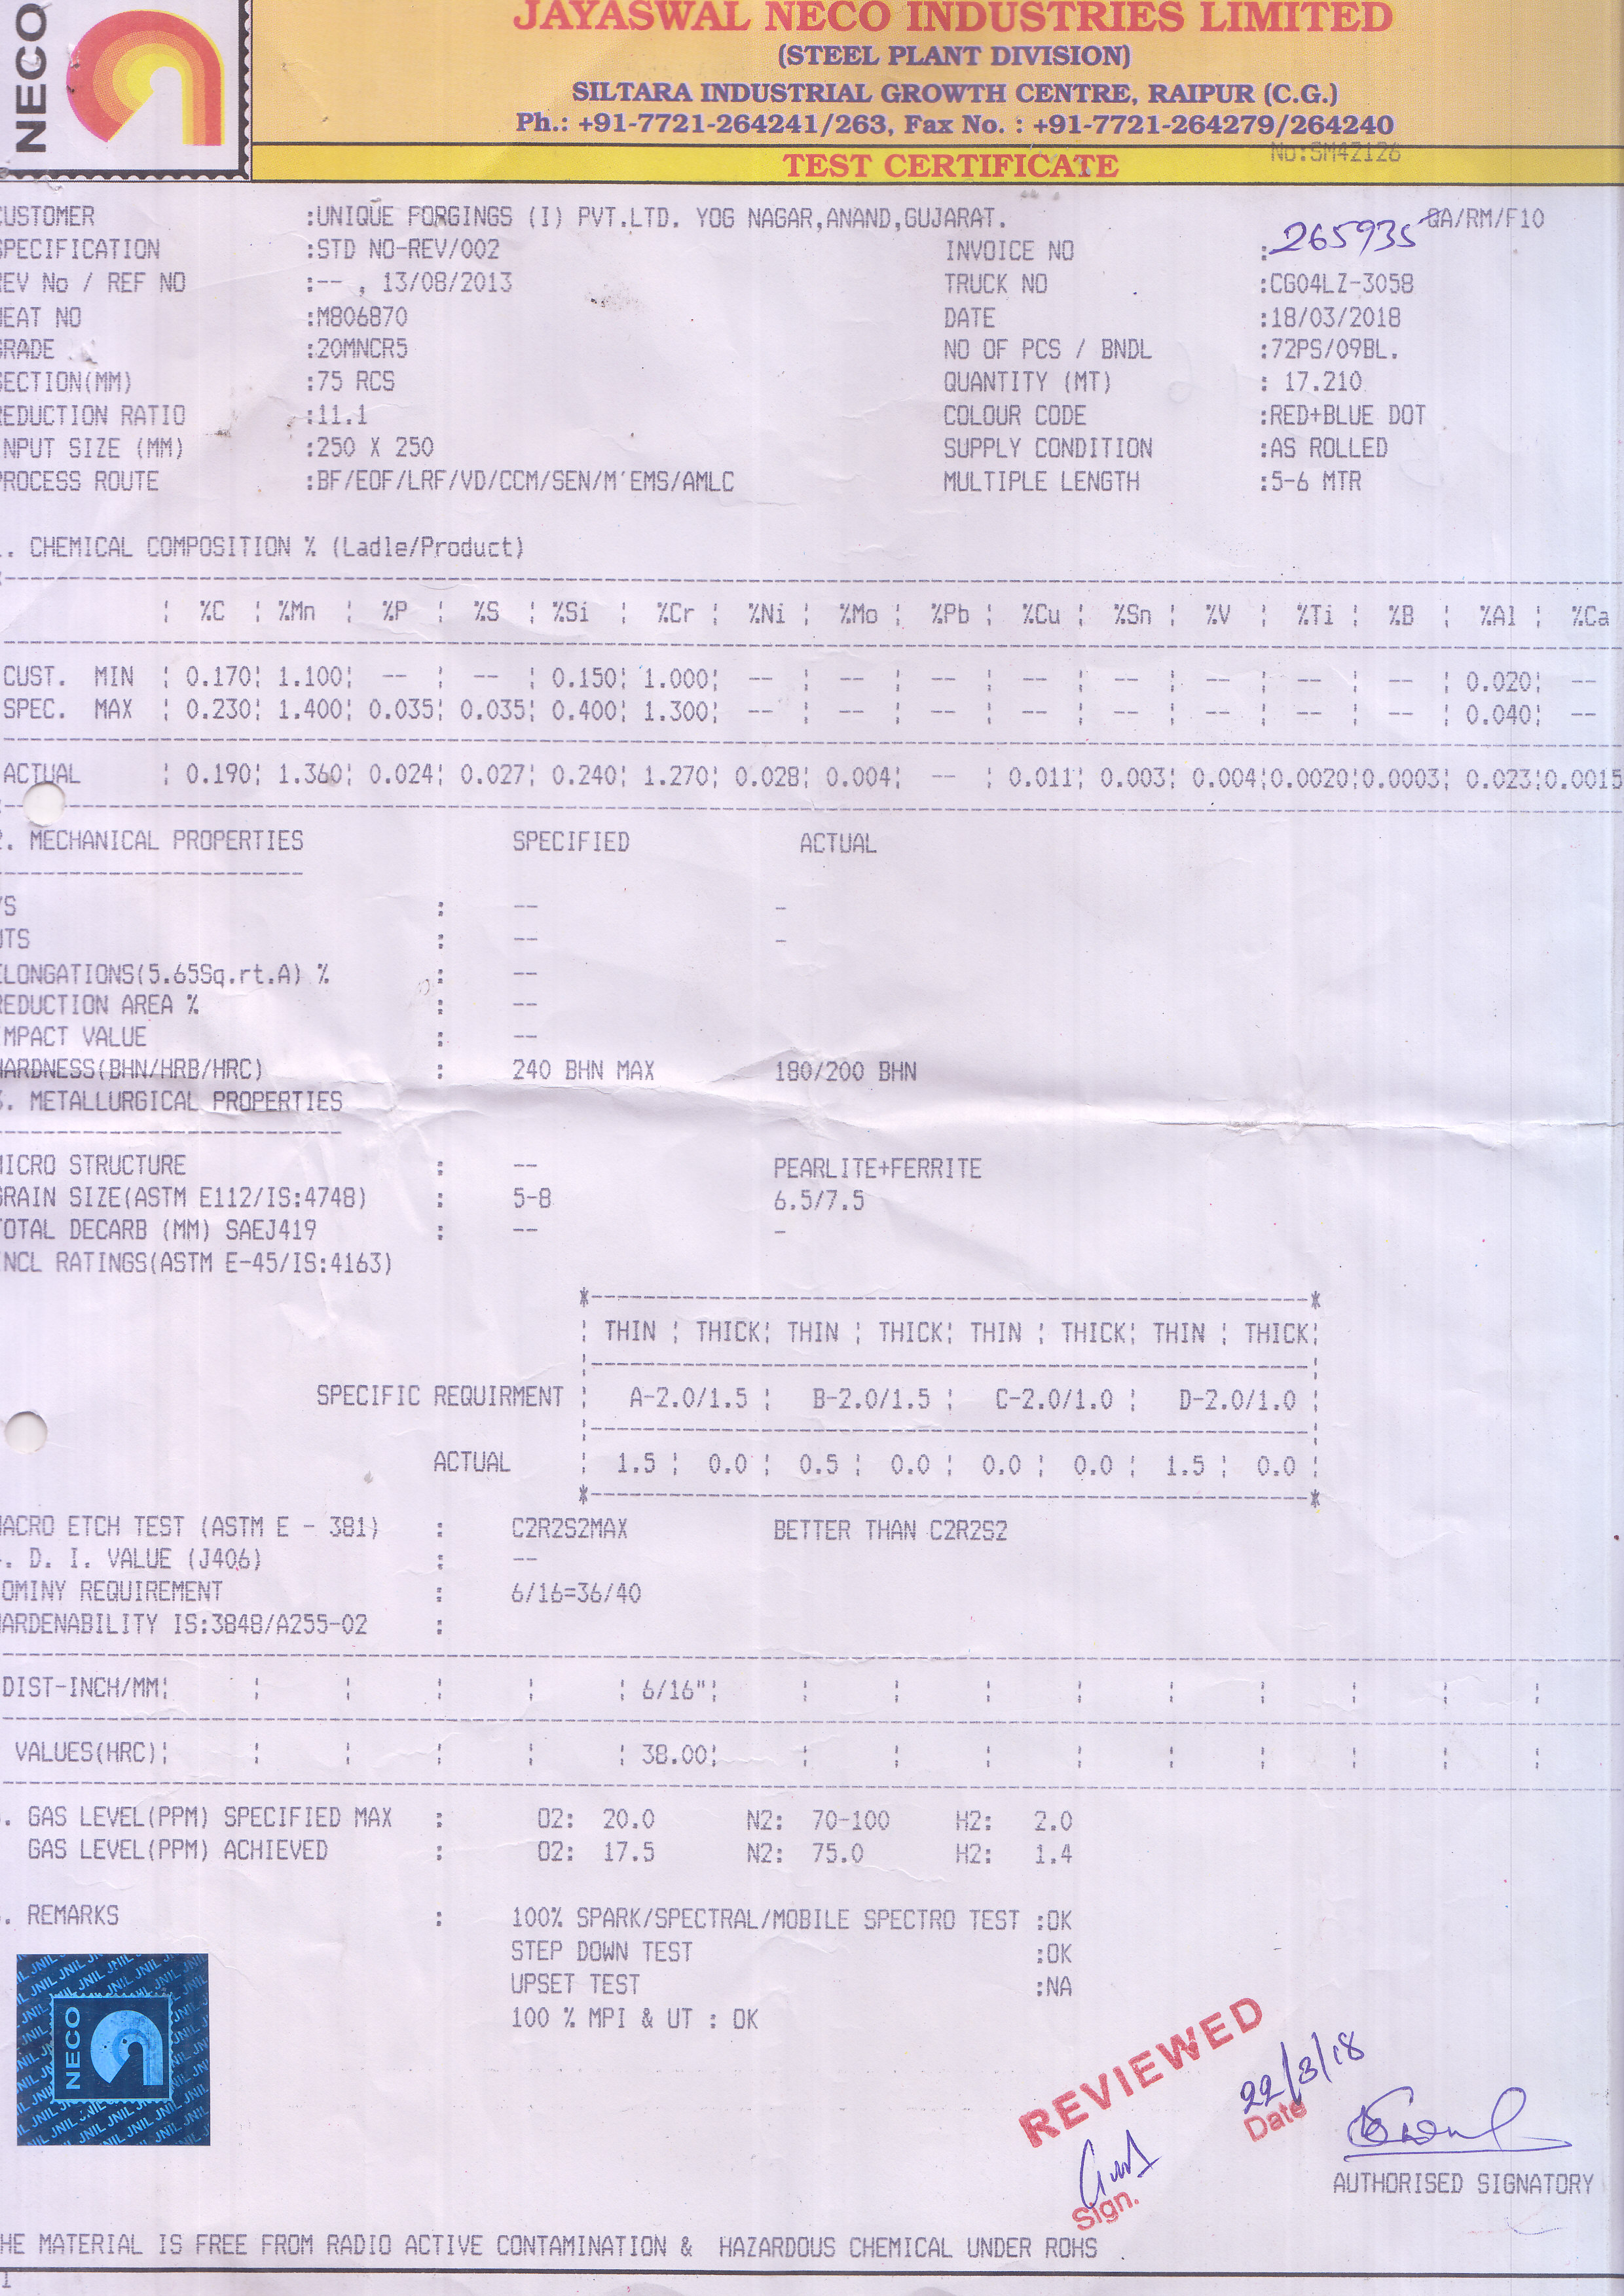 NECO
JAYASWAL NECO INDUSTRIES LIMITED
(STEEL PLANT DIVISION)
SILTARA INDUSTRIAL GROWTH CENTRE, RAIPUR (C.G.)
Ph.: +91-7721-264241/263, Fax No. : +91-7721-264279/264240
TEST CERTIFICATE No:SM42126
CUSTOMER :UNIQUE FORGINGS (I) PVT.LTD. YOG NAGAR,ANAND,GUJARAT. QA/RM/F10
SPECIFICATION :STD NO-REV/002 INVOICE NO :265935
REV No / REF NO :-- , 13/08/2013 TRUCK NO :CG04LZ-3058
HEAT NO :M806870 DATE :18/03/2018
GRADE :20MNCR5 NO OF PCS / BNDL :72PS/09BL.
SECTION(MM) :75 RCS QUANTITY (MT) : 17.210
REDUCTION RATIO :11.1 COLOUR CODE :RED+BLUE DOT
INPUT SIZE (MM) :250 X 250 SUPPLY CONDITION :AS ROLLED
PROCESS ROUTE :BF/EOF/LRF/VD/CCM/SEN/M'EMS/AMLC MULTIPLE LENGTH :5-6 MTR
. CHEMICAL COMPOSITION % (Ladle/Product)
%C %Mn %P %S %Si %Cr %Ni %Mo %Pb %Cu %Sn %V %Ti %B %Al %Ca
CUST. MIN 0.170 1.100 -- -- 0.150 1.000 -- -- -- -- -- -- -- -- 0.020 --
SPEC. MAX 0.230 1.400 0.035 0.035 0.400 1.300 -- -- -- -- -- -- -- -- 0.040 --
ACTUAL 0.190 1.360 0.024 0.027 0.240 1.270 0.028 0.004 -- 0.011 0.003 0.004 0.0020 0.0003 0.023 0.0015
2. MECHANICAL PROPERTIES SPECIFIED ACTUAL
YS : -- -
UTS : -- -
ELONGATIONS(5.65Sq.rt.A) % : --
REDUCTION AREA % : --
IMPACT VALUE : --
HARDNESS(BHN/HRB/HRC) : 240 BHN MAX 180/200 BHN
3. METALLURGICAL PROPERTIES
MICRO STRUCTURE : -- PEARLITE+FERRITE
GRAIN SIZE(ASTM E112/IS:4748) : 5-8 6.5/7.5
TOTAL DECARB (MM) SAEJ419 : -- -
INCL RATINGS(ASTM E-45/IS:4163)
THIN THICK THIN THICK THIN THICK THIN THICK
SPECIFIC REQUIRMENT A-2.0/1.5 B-2.0/1.5 C-2.0/1.0 D-2.0/1.0
ACTUAL 1.5 0.0 0.5 0.0 0.0 0.0 1.5 0.0
MACRO ETCH TEST (ASTM E - 381) : C2R2S2MAX BETTER THAN C2R2S2
. D. I. VALUE (J406) : --
JOMINY REQUIREMENT : 6/16=36/40
HARDENABILITY IS:3848/A255-02 :
DIST-INCH/MM 6/16"
VALUES(HRC) 38.00
. GAS LEVEL(PPM) SPECIFIED MAX : O2: 20.0 N2: 70-100 H2: 2.0
GAS LEVEL(PPM) ACHIEVED : O2: 17.5 N2: 75.0 H2: 1.4
. REMARKS : 100% SPARK/SPECTRAL/MOBILE SPECTRO TEST :OK
STEP DOWN TEST :OK
UPSET TEST :NA
100 % MPI & UT : OK
JNIL JNIL JNIL JNIL
NECO
REVIEWED
22/3/18
Date
Sign.
AUTHORISED SIGNATORY
THE MATERIAL IS FREE FROM RADIO ACTIVE CONTAMINATION & HAZARDOUS CHEMICAL UNDER ROHS
1